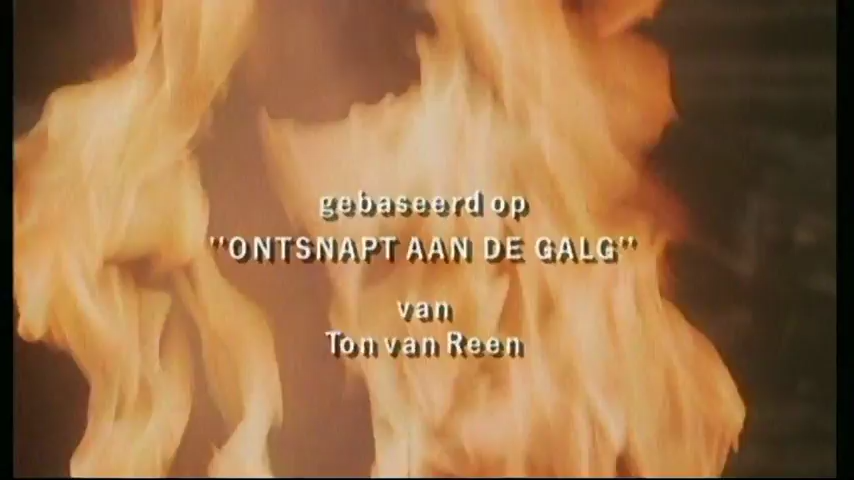 gebaseerd op
"ONTSNAPT AAN DE GALG"
van
Ton van Reen